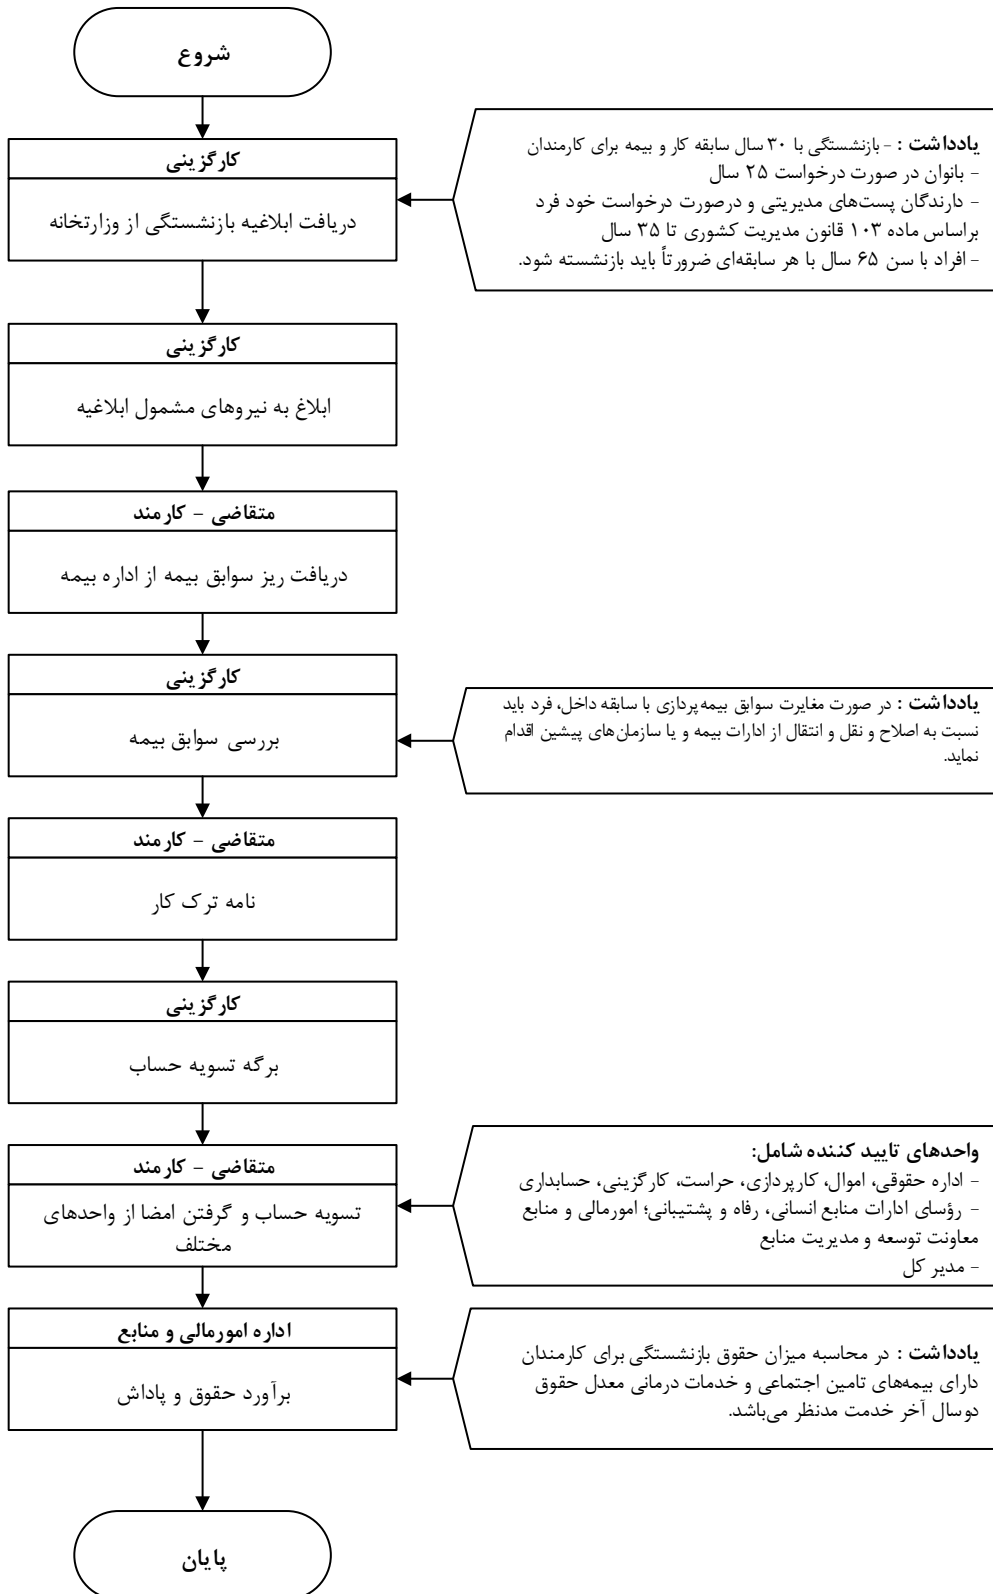 شروع
کارگزینی
دریافت ابلاغیه بازنشستگی از وزارتخانه
یادداشت : - بازنشستگی با ۳۰ سال سابقه کار و بیمه برای کارمندان
- بانوان در صورت درخواست ۲۵ سال
- دارندگان پست‌های مدیریتی و درصورت درخواست خود فرد
براساس ماده ۱۰۳ قانون مدیریت کشوری تا ۳۵ سال
- افراد با سن ۶۵ سال با هر سابقه‌ای ضرورتاً باید بازنشسته شود.
کارگزینی
ابلاغ به نیروهای مشمول ابلاغیه
متقاضی - کارمند
دریافت ریز سوابق بیمه از اداره بیمه
کارگزینی
بررسی سوابق بیمه
یادداشت : در صورت مغایرت سوابق بیمه‌پردازی با سابقه داخل، فرد باید
نسبت به اصلاح و نقل و انتقال از ادارات بیمه و یا سازمان‌های پیشین اقدام
نماید.
متقاضی - کارمند
نامه ترک کار
کارگزینی
برگه تسویه حساب
متقاضی - کارمند
تسویه حساب و گرفتن امضا از واحدهای
مختلف
واحدهای تایید کننده شامل:
- اداره حقوقی، اموال، کارپردازی، حراست، کارگزینی، حسابداری
- رؤسای ادارات منابع انسانی، رفاه و پشتیبانی؛ امورمالی و منابع
معاونت توسعه و مدیریت منابع
- مدیر کل
اداره امورمالی و منابع
برآورد حقوق و پاداش
یادداشت : در محاسبه میزان حقوق بازنشستگی برای کارمندان
دارای بیمه‌های تامین اجتماعی و خدمات درمانی معدل حقوق
دوسال آخر خدمت مدنظر می‌باشد.
پایان